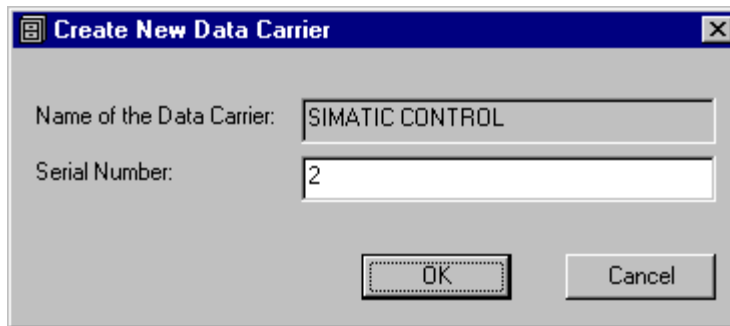 Create New Data Carrier
Name of the Data Carrier: SIMATIC CONTROL
Serial Number: 2
OK Cancel